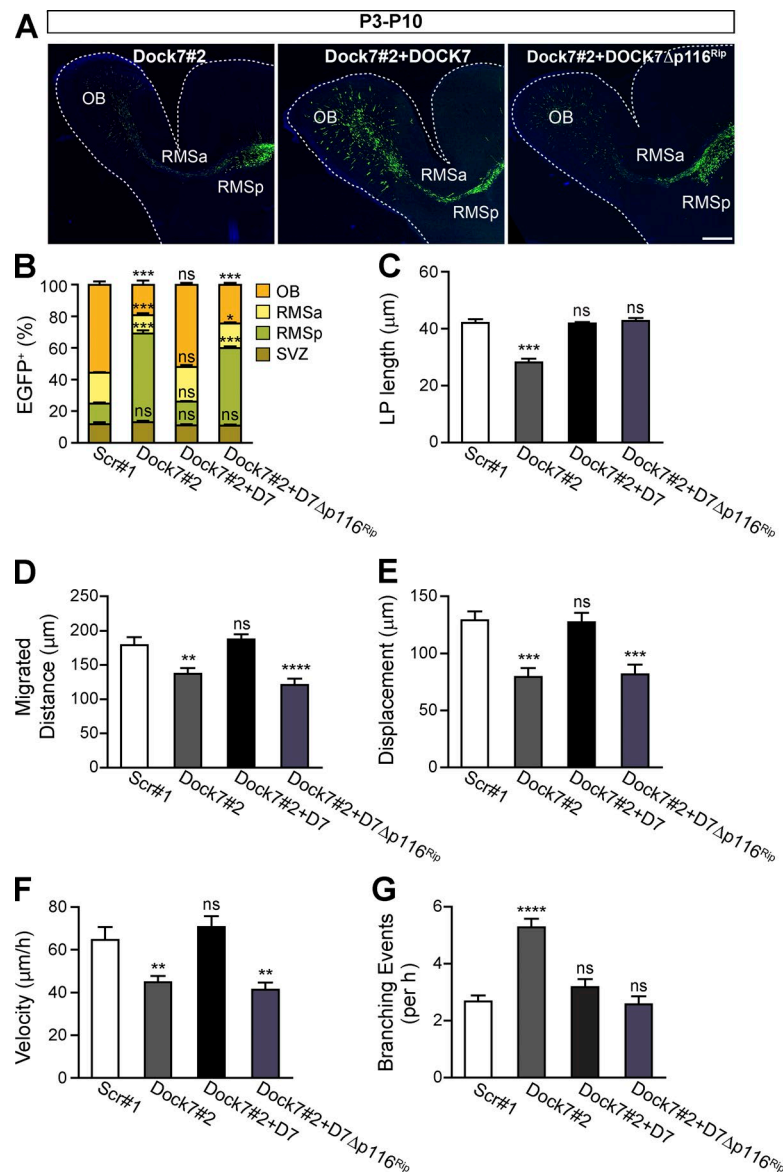 A
P3-P10
Dock7#2
Dock7#2+DOCK7
Dock7#2+DOCK7Δp116Rip
OB
RMSa
RMSp
OB
RMSa
RMSp
OB
RMSa
RMSp
B
EGFP+ (%)
100
80
60
40
20
0
***
***
***
ns
ns
ns
ns
ns
***
*
***
ns
OB
RMSa
RMSp
SVZ
Scr#1
Dock7#2
Dock7#2+D7
Dock7#2+D7Δp116Rip
C
LP length (μm)
60
40
20
0
***
ns
ns
Scr#1
Dock7#2
Dock7#2+D7
Dock7#2+D7Δp116Rip
D
Migrated
Distance (μm)
250
200
150
100
50
0
**
ns
****
Scr#1
Dock7#2
Dock7#2+D7
Dock7#2+D7Δp116Rip
E
Displacement (μm)
150
100
50
0
***
ns
***
Scr#1
Dock7#2
Dock7#2+D7
Dock7#2+D7Δp116Rip
F
Velocity (μm/h)
80
60
40
20
0
**
ns
**
Scr#1
Dock7#2
Dock7#2+D7
Dock7#2+D7Δp116Rip
G
Branching Events
(per h)
6
4
2
0
****
ns
ns
Scr#1
Dock7#2
Dock7#2+D7
Dock7#2+D7Δp116Rip